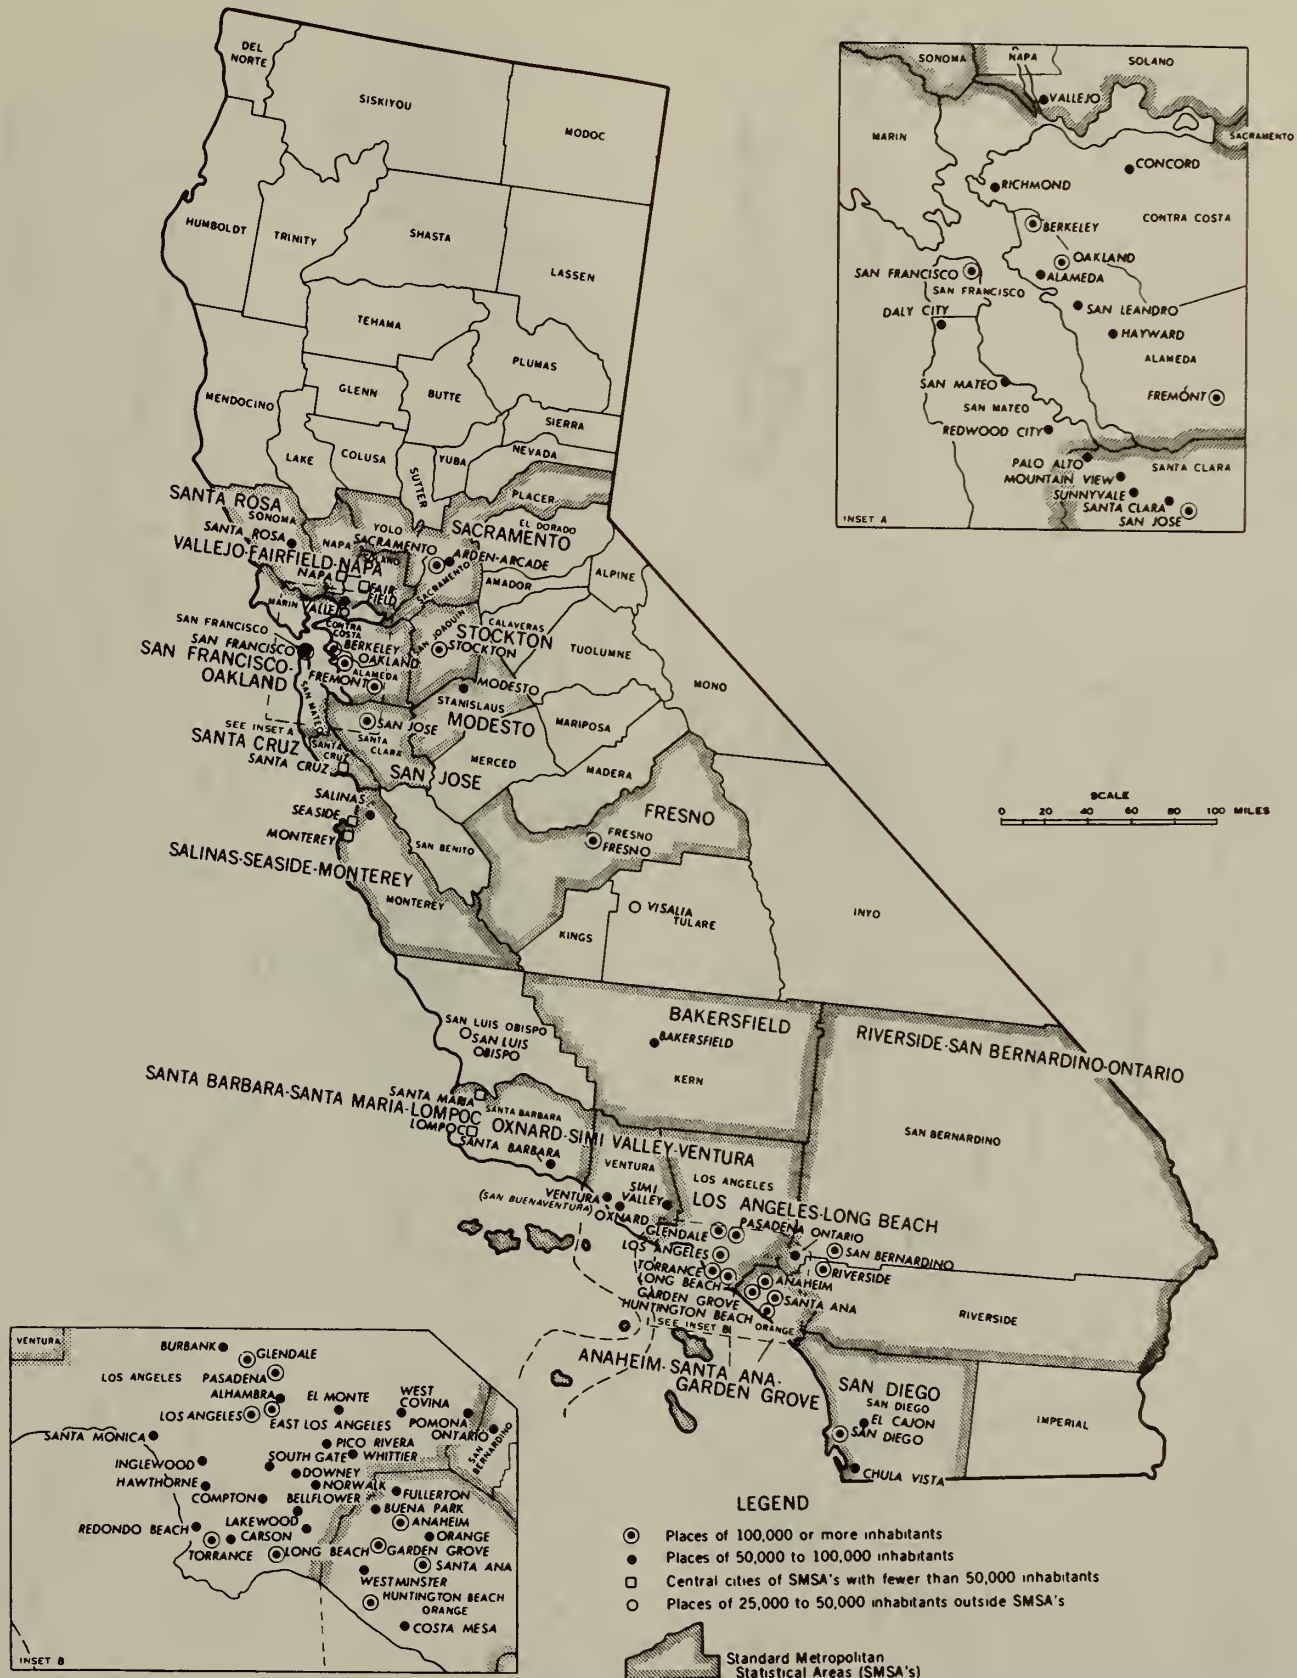 DEL
NORTE
SISKIYOU
MODOC
HUMBOLDT
TRINITY
SHASTA
LASSEN
TEHAMA
PLUMAS
MENDOCINO
GLENN
BUTTE
SIERRA
LAKE
COLUSA
SUTTER
YUBA
NEVADA
PLACER
SANTA ROSA
SONOMA
SANTA ROSA
YOLO
SACRAMENTO
SACRAMENTO
EL DORADO
ARDEN-ARCADE
NAPA
SOLANO
VALLEJO-FAIRFIELD-NAPA
NAPA
FAIR
FIELD
SACRAMENTO
AMADOR
ALPINE
MARIN
VALLEJO
CONTRA
COSTA
SAN JOAQUIN
CALAVERAS
STOCKTON
STOCKTON
TUOLUMNE
MONO
SAN FRANCISCO
SAN FRANCISCO
SAN FRANCISCO-
OAKLAND
BERKELEY
OAKLAND
ALAMEDA
FREMONT
SAN MATEO
MODESTO
STANISLAUS
MODESTO
MARIPOSA
SEE INSET A
SANTA CRUZ
SANTA
CRUZ
SANTA CRUZ
SAN JOSE
SANTA
CLARA
SAN JOSE
MERCED
MADERA
SALINAS
SEASIDE
MONTEREY
SALINAS-SEASIDE-MONTEREY
MONTEREY
SAN BENITO
FRESNO
FRESNO
FRESNO
VISALIA
TULARE
KINGS
INYO
SAN LUIS OBISPO
SAN LUIS
OBISPO
BAKERSFIELD
BAKERSFIELD
KERN
RIVERSIDE-SAN BERNARDINO-ONTARIO
SAN BERNARDINO
SANTA BARBARA-SANTA MARIA-LOMPOC
SANTA MARIA
SANTA BARBARA
LOMPOC
SANTA BARBARA
OXNARD-SIMI VALLEY-VENTURA
VENTURA
LOS ANGELES
VENTURA
(SAN BUENAVENTURA)
SIMI
VALLEY
OXNARD
LOS ANGELES-LONG BEACH
GLENDALE
PASADENA
ONTARIO
LOS ANGELES
SAN BERNARDINO
TORRANCE
RIVERSIDE
LONG BEACH
ANAHEIM
GARDEN GROVE
SANTA ANA
HUNTINGTON BEACH
ORANGE
SEE INSET B
RIVERSIDE
ANAHEIM-SANTA ANA-
GARDEN GROVE
SAN DIEGO
SAN DIEGO
EL CAJON
SAN DIEGO
CHULA VISTA
IMPERIAL
SCALE
0 20 40 60 80 100 MILES
SONOMA
NAPA
SOLANO
VALLEJO
MARIN
SACRAMENTO
CONCORD
RICHMOND
CONTRA COSTA
BERKELEY
OAKLAND
SAN FRANCISCO
ALAMEDA
SAN FRANCISCO
DALY CITY
SAN LEANDRO
HAYWARD
ALAMEDA
SAN MATEO
FREMONT
SAN MATEO
REDWOOD CITY
PALO ALTO
SANTA CLARA
MOUNTAIN VIEW
SUNNYVALE
SANTA CLARA
SAN JOSE
INSET A
VENTURA
BURBANK
GLENDALE
LOS ANGELES
PASADENA
ALHAMBRA
EL MONTE
WEST
COVINA
LOS ANGELES
EAST LOS ANGELES
POMONA
ONTARIO
SANTA MONICA
PICO RIVERA
SAN
BERNARDINO
INGLEWOOD
SOUTH GATE
WHITTIER
HAWTHORNE
DOWNEY
NORWALK
FULLERTON
COMPTON
BELLFLOWER
BUENA PARK
REDONDO BEACH
LAKEWOOD
ANAHEIM
CARSON
ORANGE
TORRANCE
LONG BEACH
GARDEN GROVE
SANTA ANA
WESTMINSTER
HUNTINGTON BEACH
ORANGE
COSTA MESA
INSET B
LEGEND
Places of 100,000 or more inhabitants
Places of 50,000 to 100,000 inhabitants
Central cities of SMSA's with fewer than 50,000 inhabitants
Places of 25,000 to 50,000 inhabitants outside SMSA's
Standard Metropolitan
Statistical Areas (SMSA's)